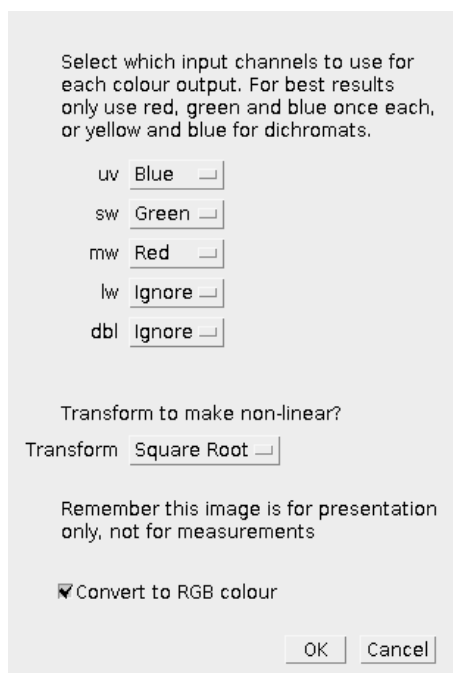 Select which input channels to use for
each colour output. For best results
only use red, green and blue once each,
or yellow and blue for dichromats.
uv Blue
sw Green
mw Red
lw Ignore
dbl Ignore
Transform to make non-linear?
Transform Square Root
Remember this image is for presentation
only, not for measurements
Convert to RGB colour
OK Cancel